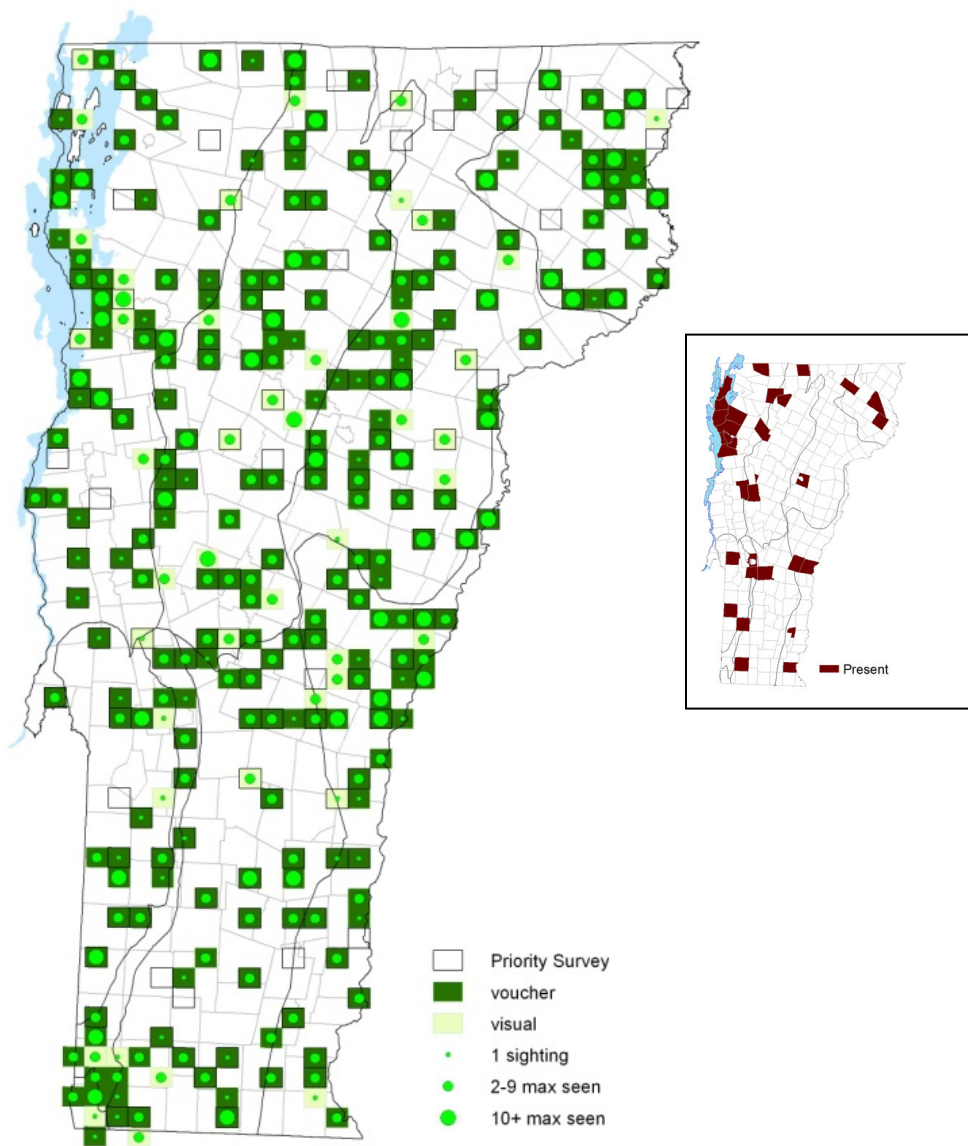 Present
Priority Survey
voucher
visual
1 sighting
2-9 max seen
10+ max seen